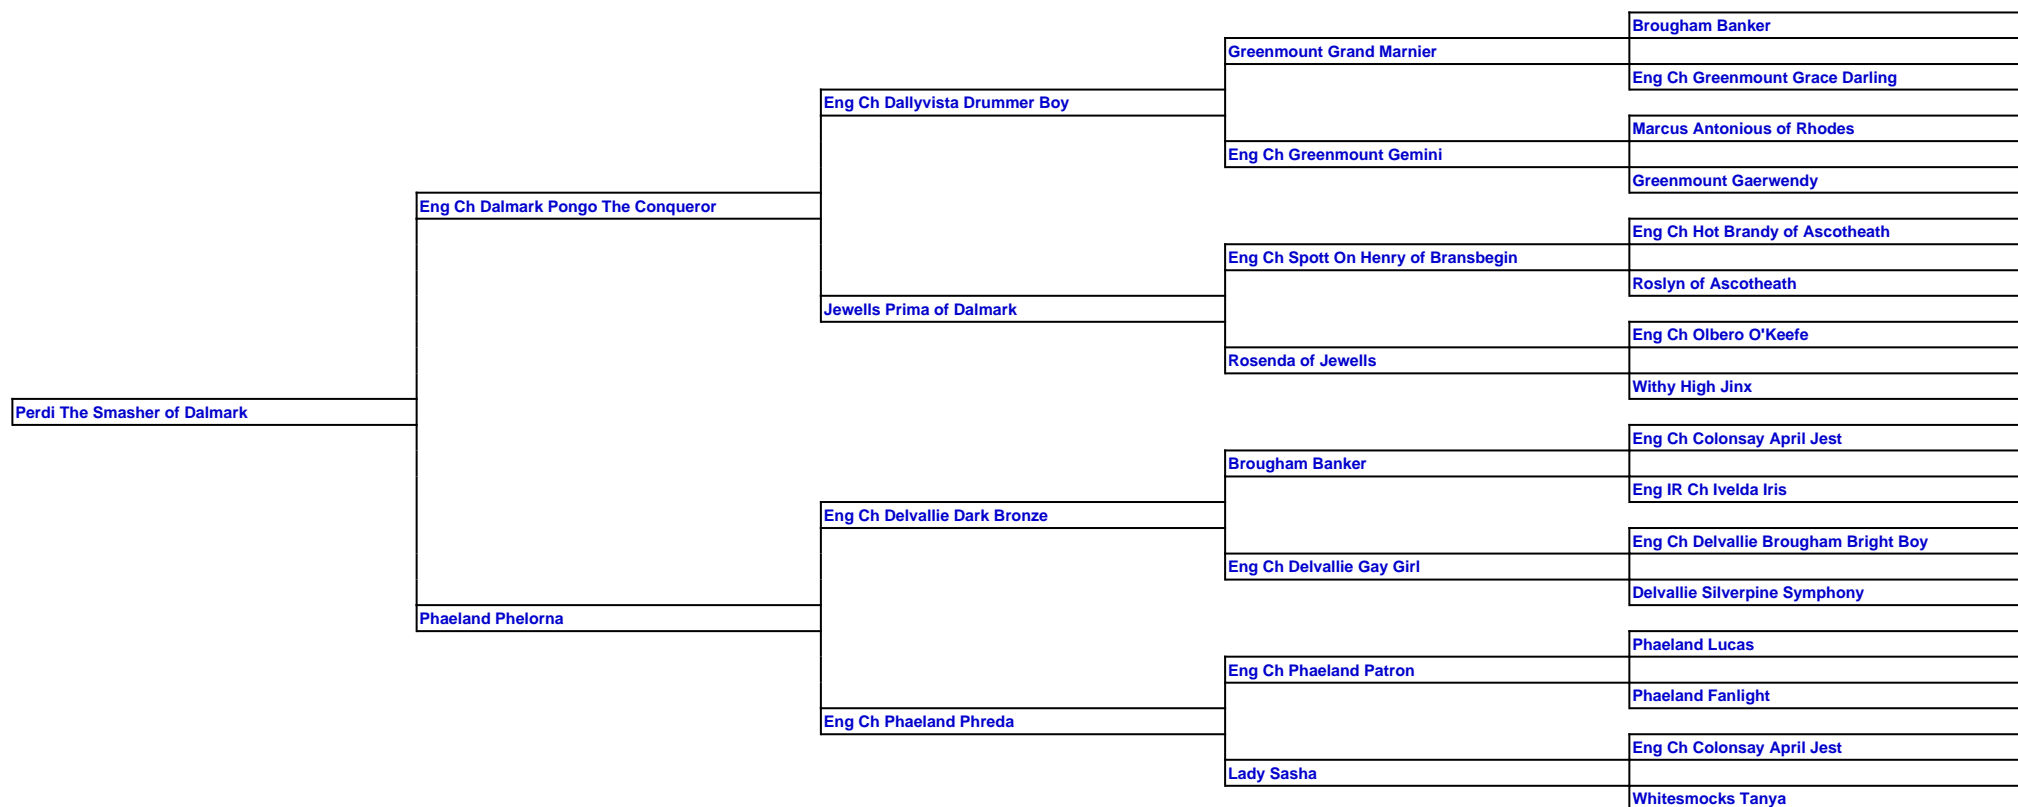 Brougham Banker
Greenmount Grand Marnier
Eng Ch Greenmount Grace Darling
Eng Ch Dallyvista Drummer Boy
Marcus Antonious of Rhodes
Eng Ch Greenmount Gemini
Greenmount Gaerwendy
Eng Ch Dalmark Pongo The Conqueror
Eng Ch Hot Brandy of Ascotheath
Eng Ch Spott On Henry of Bransbegin
Roslyn of Ascotheath
Jewells Prima of Dalmark
Eng Ch Olbero O'Keefe
Rosenda of Jewells
Withy High Jinx
Perdi The Smasher of Dalmark
Eng Ch Colonsay April Jest
Brougham Banker
Eng IR Ch Ivelda Iris
Eng Ch Delvallie Dark Bronze
Eng Ch Delvallie Brougham Bright Boy
Eng Ch Delvallie Gay Girl
Delvallie Silverpine Symphony
Phaeland Phelorna
Phaeland Lucas
Eng Ch Phaeland Patron
Phaeland Fanlight
Eng Ch Phaeland Phreda
Eng Ch Colonsay April Jest
Lady Sasha
Whitesmocks Tanya